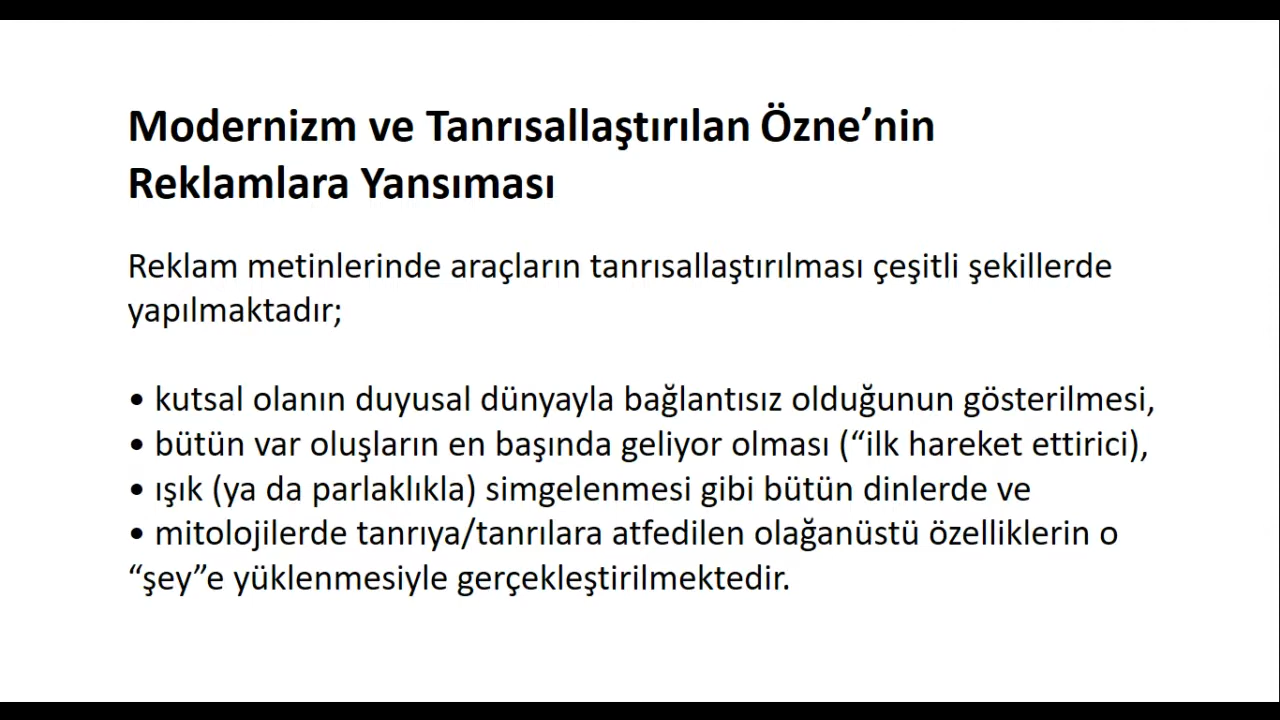 Modernizm ve Tanrısallaştırılan Özne’nin
Reklamlara Yansıması
Reklam metinlerinde araçların tanrısallaştırılması çeşitli şekillerde
yapılmaktadır;
• kutsal olanın duyusal dünyayla bağlantısız olduğunun gösterilmesi,
• bütün var oluşların en başında geliyor olması (“ilk hareket ettirici),
• ışık (ya da parlaklıkla) simgelenmesi gibi bütün dinlerde ve
• mitolojilerde tanrıya/tanrılara atfedilen olağanüstü özelliklerin o
“şey”e yüklenmesiyle gerçekleştirilmektedir.